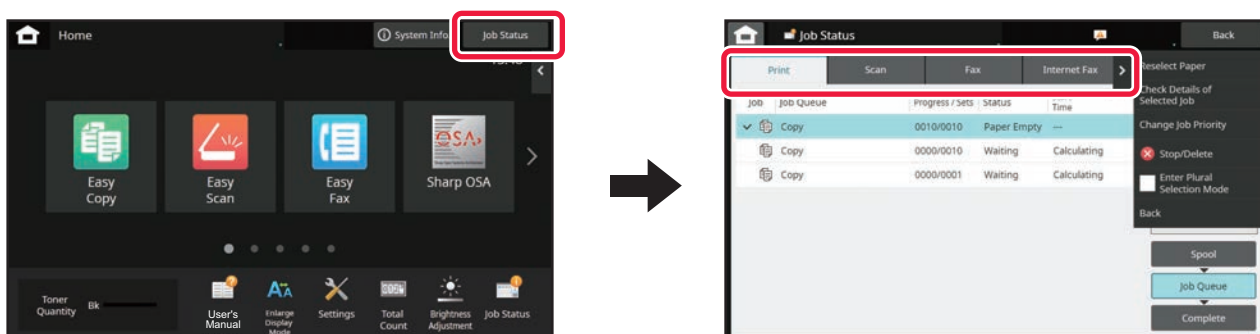 Home
System Info
Job Status
Easy
Copy
Easy
Scan
Easy
Fax
OSA
Sharp OSA
Toner
Quantity
Bk
User's
Manual
Enlarge
Display
Mode
Settings
Total
Count
Brightness
Adjustment
Job Status
Job Status
Back
Print
Scan
Fax
Internet Fax
Job Job Queue Progress / Sets Status Time
Copy 0010/0010 Paper Empty ---
Copy 0000/0010 Waiting Calculating
Copy 0000/0001 Waiting Calculating
Reselect Paper
Check Details of
Selected Job
Change Job Priority
Stop/Delete
Enter Plural
Selection Mode
Back
Spool
Job Queue
Complete